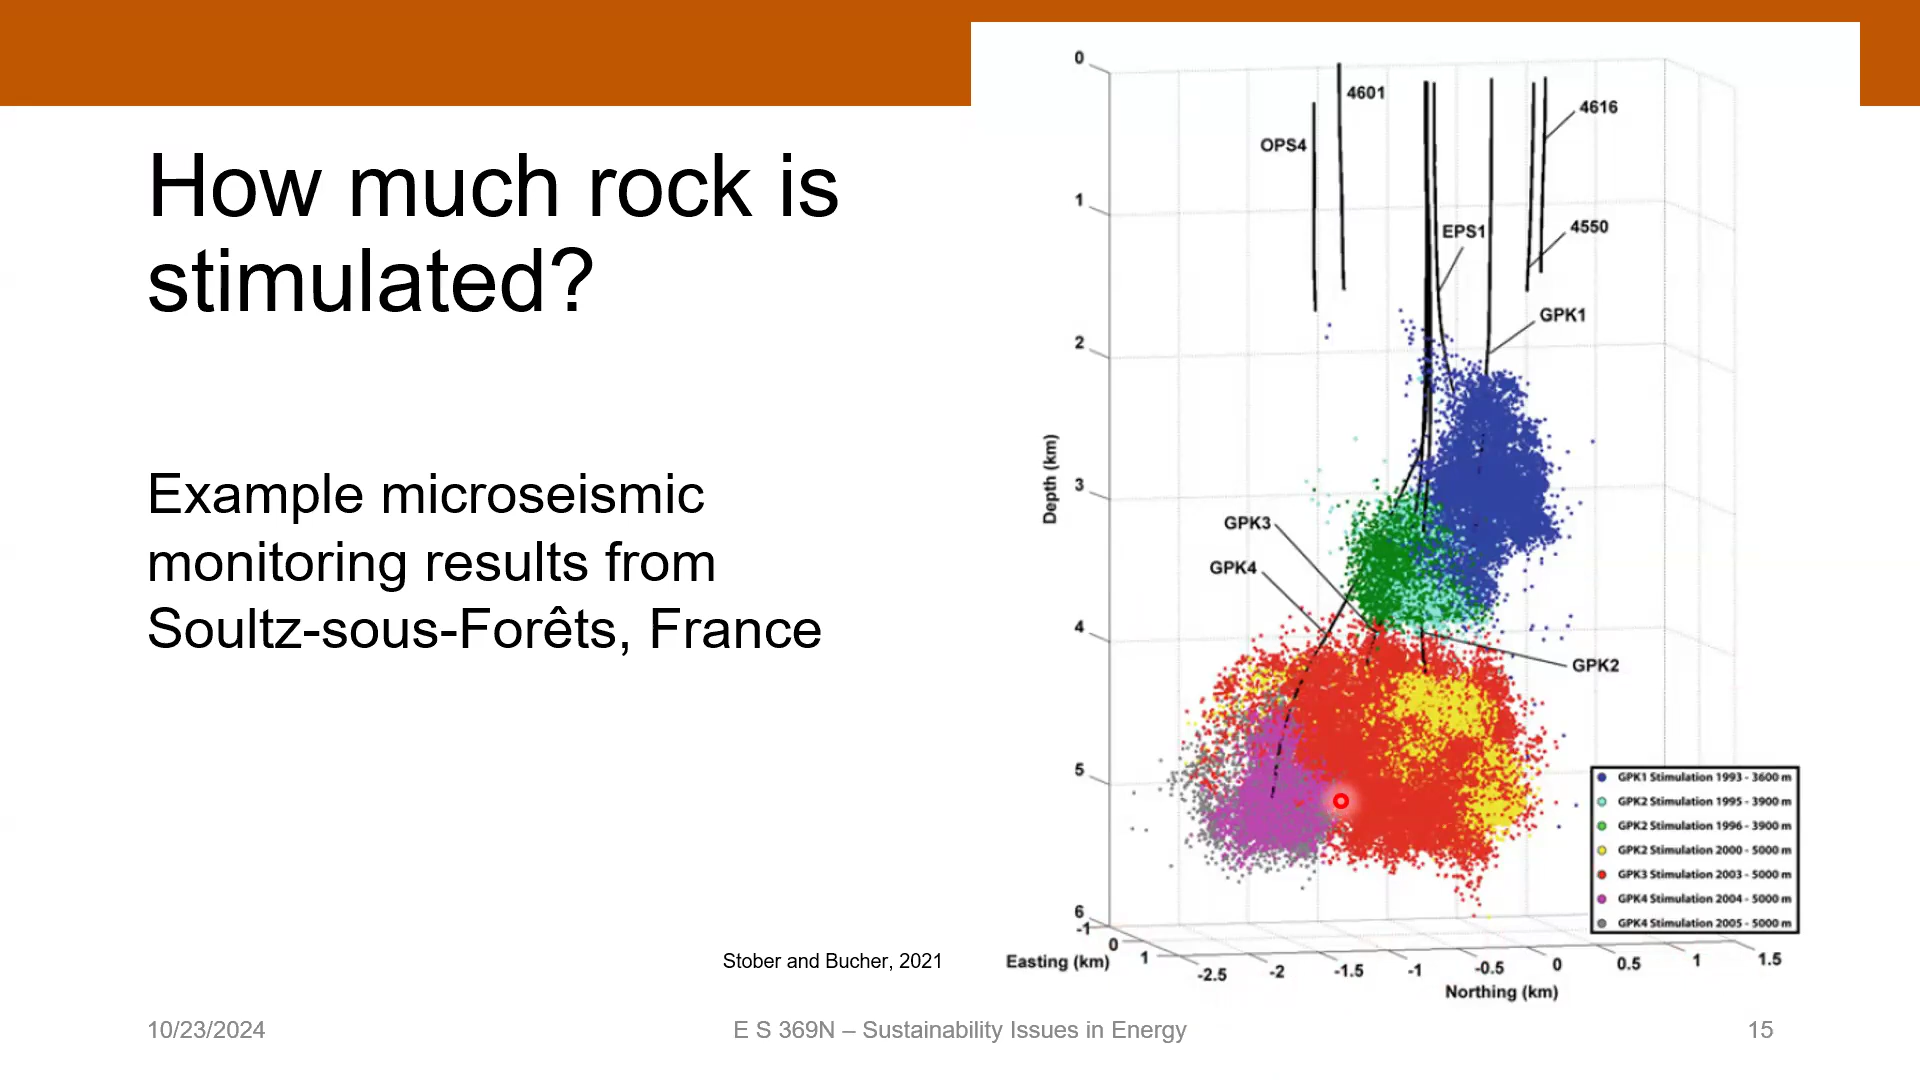 How much rock is
stimulated?
Example microseismic
monitoring results from
Soultz-sous-Forêts, France
Stober and Bucher, 2021
0
1
2
3
4
5
6
Depth (km)
4601
OPS4
4616
EPS1
4550
GPK1
GPK3
GPK4
GPK2
GPK1 Stimulation 1993 - 3600 m
GPK2 Stimulation 1995 - 3900 m
GPK2 Stimulation 1996 - 3900 m
GPK2 Stimulation 2000 - 5000 m
GPK3 Stimulation 2003 - 5000 m
GPK4 Stimulation 2004 - 5000 m
GPK4 Stimulation 2005 - 5000 m
-1
0
1
Easting (km)
-2.5
-2
-1.5
-1
-0.5
0
0.5
1
1.5
Northing (km)
10/23/2024
E S 369N – Sustainability Issues in Energy
15